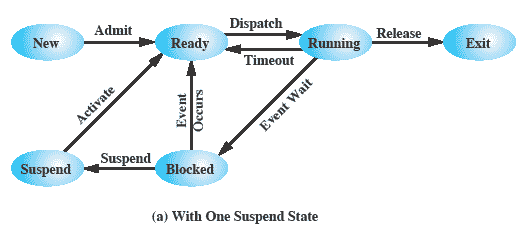 Dispatch
Admit
Release
New
Ready
Running
Exit
Timeout
Activate
Event
Occurs
Event Wait
Suspend
Suspend
Blocked
(a) With One Suspend State